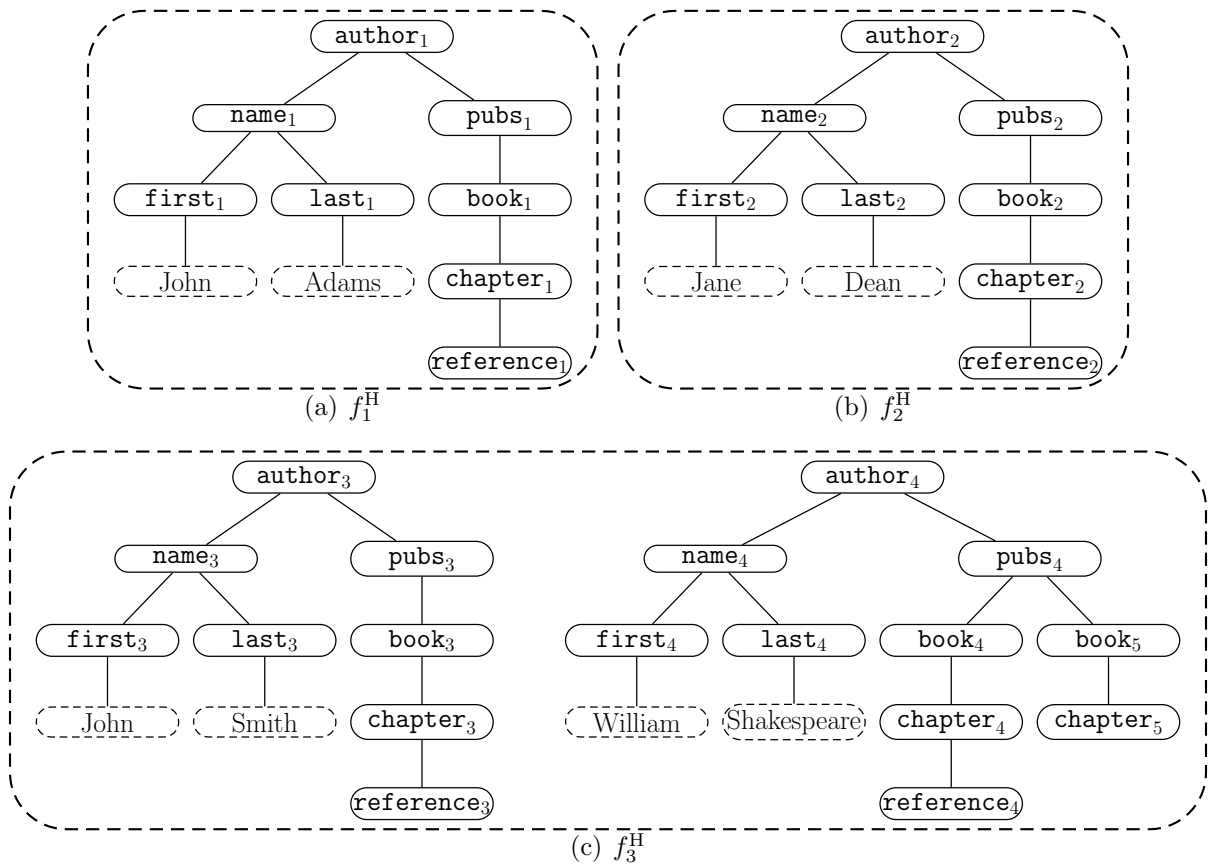 author₁ author₂
name₁ pubs₁ name₂ pubs₂
first₁ last₁ book₁ first₂ last₂ book₂
John Adams chapter₁ Jane Dean chapter₂
reference₁ reference₂
(a) f₁ᴴ (b) f₂ᴴ
author₃ author₄
name₃ pubs₃ name₄ pubs₄
first₃ last₃ book₃ first₄ last₄ book₄ book₅
John Smith chapter₃ William Shakespeare chapter₄ chapter₅
reference₃ reference₄
(c) f₃ᴴ